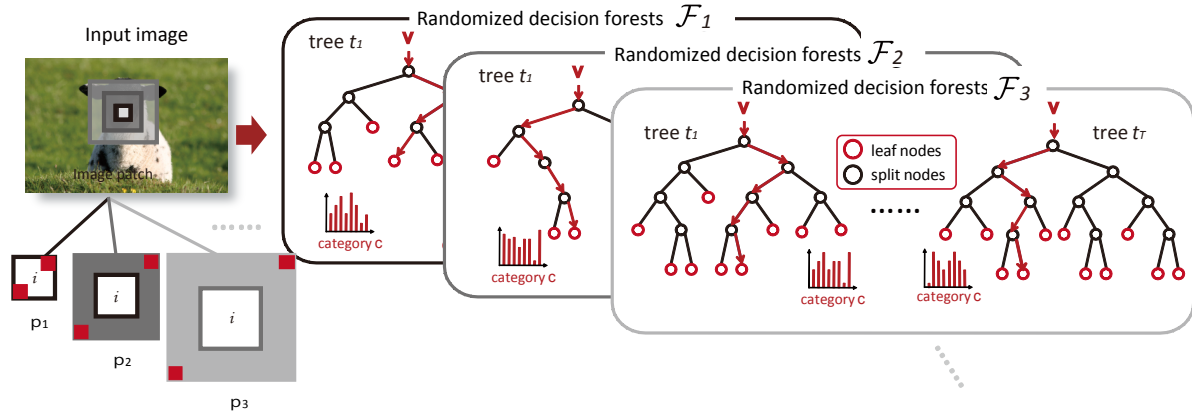 Input image
Image patch
i
p1
i
p2
i
p3
Randomized decision forests F1
tree t1
v
category c
Randomized decision forests F2
tree t1
v
category c
Randomized decision forests F3
tree t1
v
leaf nodes
split nodes
v
tree tT
category c
category c